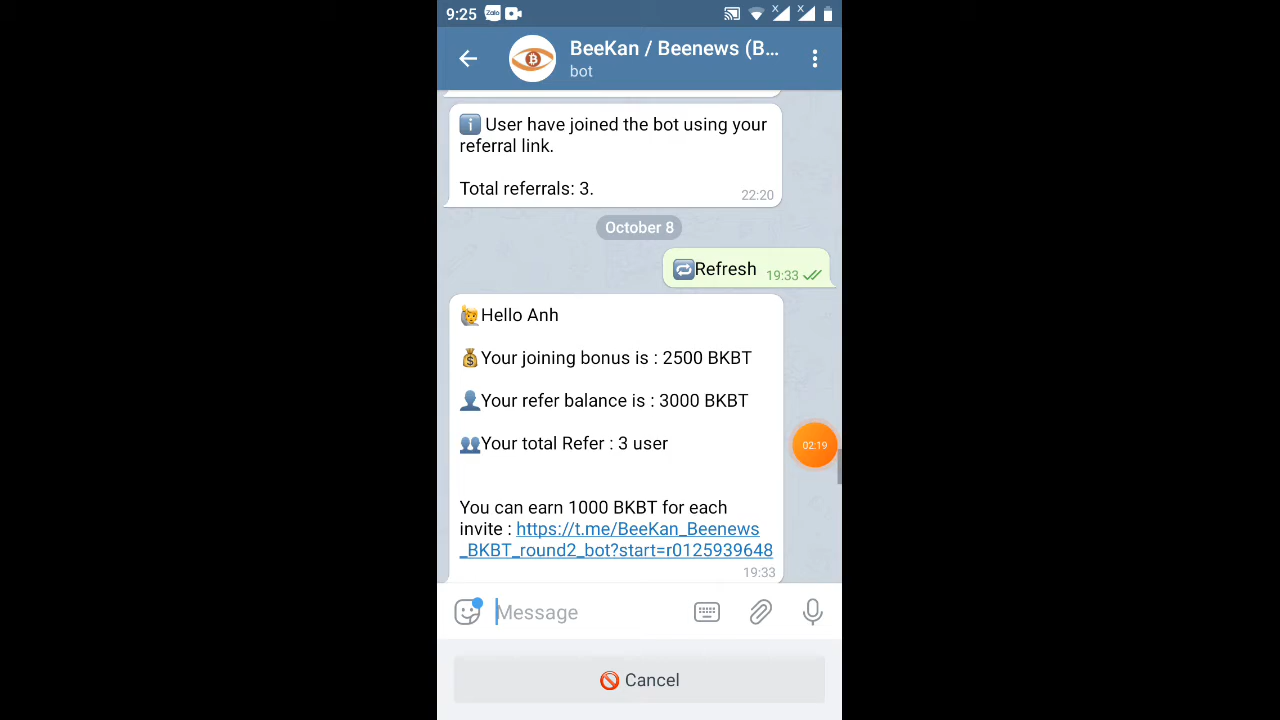 9:25 Zalo
BeeKan / Beenews (B...
bot
User have joined the bot using your
referral link.
Total referrals: 3.
22:20
October 8
Refresh 19:33
Hello Anh
Your joining bonus is : 2500 BKBT
Your refer balance is : 3000 BKBT
Your total Refer : 3 user
02:19
You can earn 1000 BKBT for each
invite : https://t.me/BeeKan_Beenews
_BKBT_round2_bot?start=r0125939648
19:33
Message
Cancel